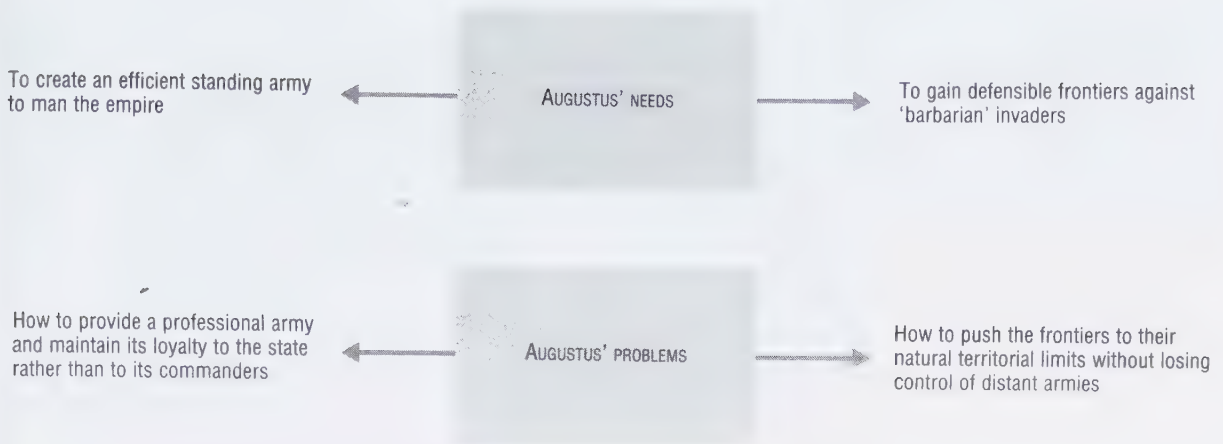 To create an efficient standing army
to man the empire
AUGUSTUS' NEEDS
To gain defensible frontiers against
'barbarian' invaders
How to provide a professional army
and maintain its loyalty to the state
rather than to its commanders
AUGUSTUS' PROBLEMS
How to push the frontiers to their
natural territorial limits without losing
control of distant armies